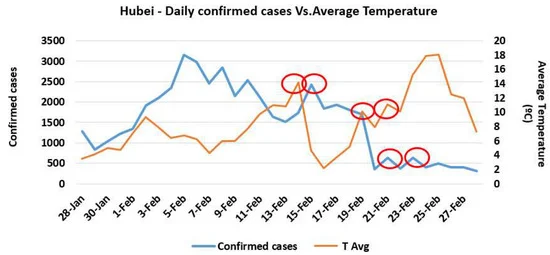 Hubei - Daily confirmed cases Vs.Average Temperature
Confirmed cases
3500
3000
2500
2000
1500
1000
500
0
20
18
16
14
12
10
8
6
4
2
0
Average Temperature
(ºC)
28-Jan
30-Jan
1-Feb
3-Feb
5-Feb
7-Feb
9-Feb
11-Feb
13-Feb
15-Feb
17-Feb
19-Feb
21-Feb
23-Feb
25-Feb
27-Feb
Confirmed cases
T Avg